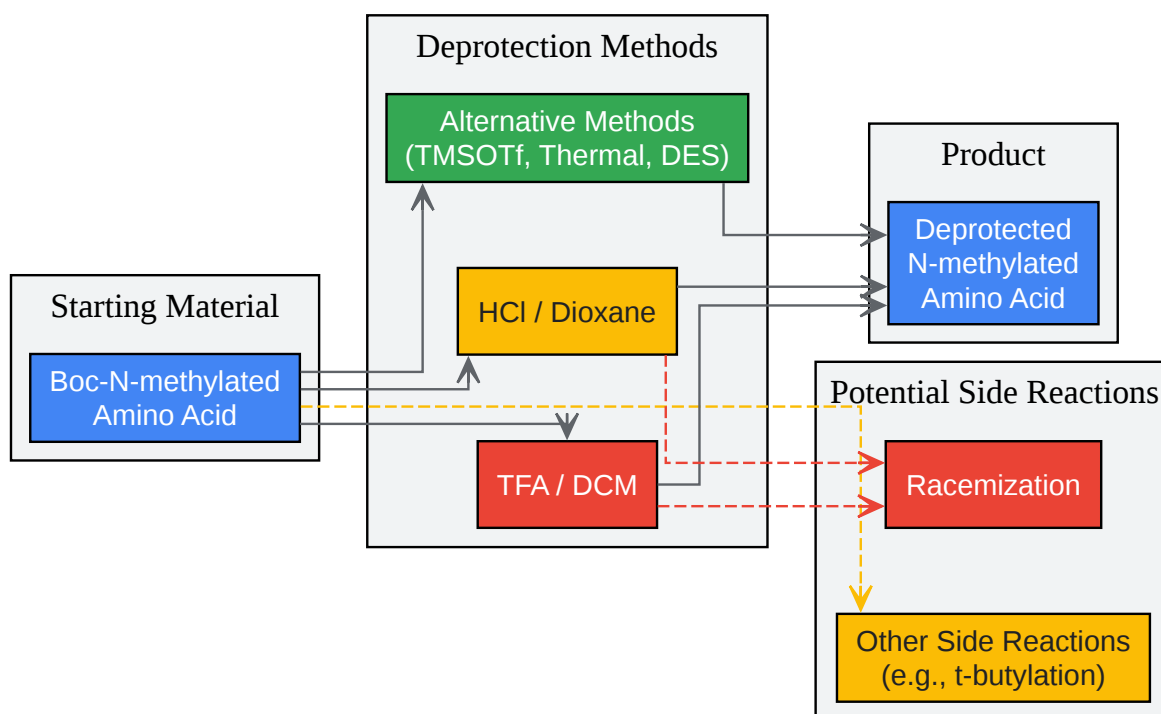 Deprotection Methods
Alternative Methods
(TMSOTf, Thermal, DES)
HCl / Dioxane
TFA / DCM
Starting Material
Boc-N-methylated
Amino Acid
Product
Deprotected
N-methylated
Amino Acid
Potential Side Reactions
Racemization
Other Side Reactions
(e.g., t-butylation)